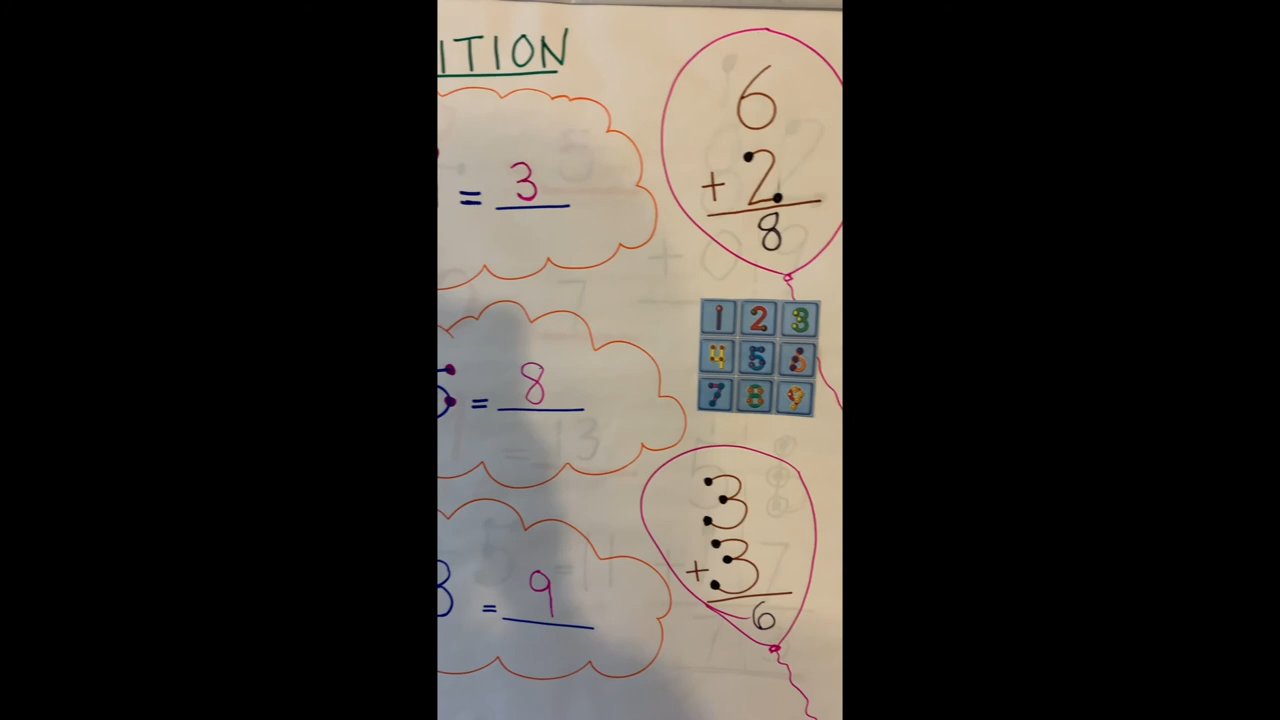 ITION
= 3
= 8
8 = 9
6
+ 2
8
1 2 3
4 5 6
7 8 9
3
+ 3
6